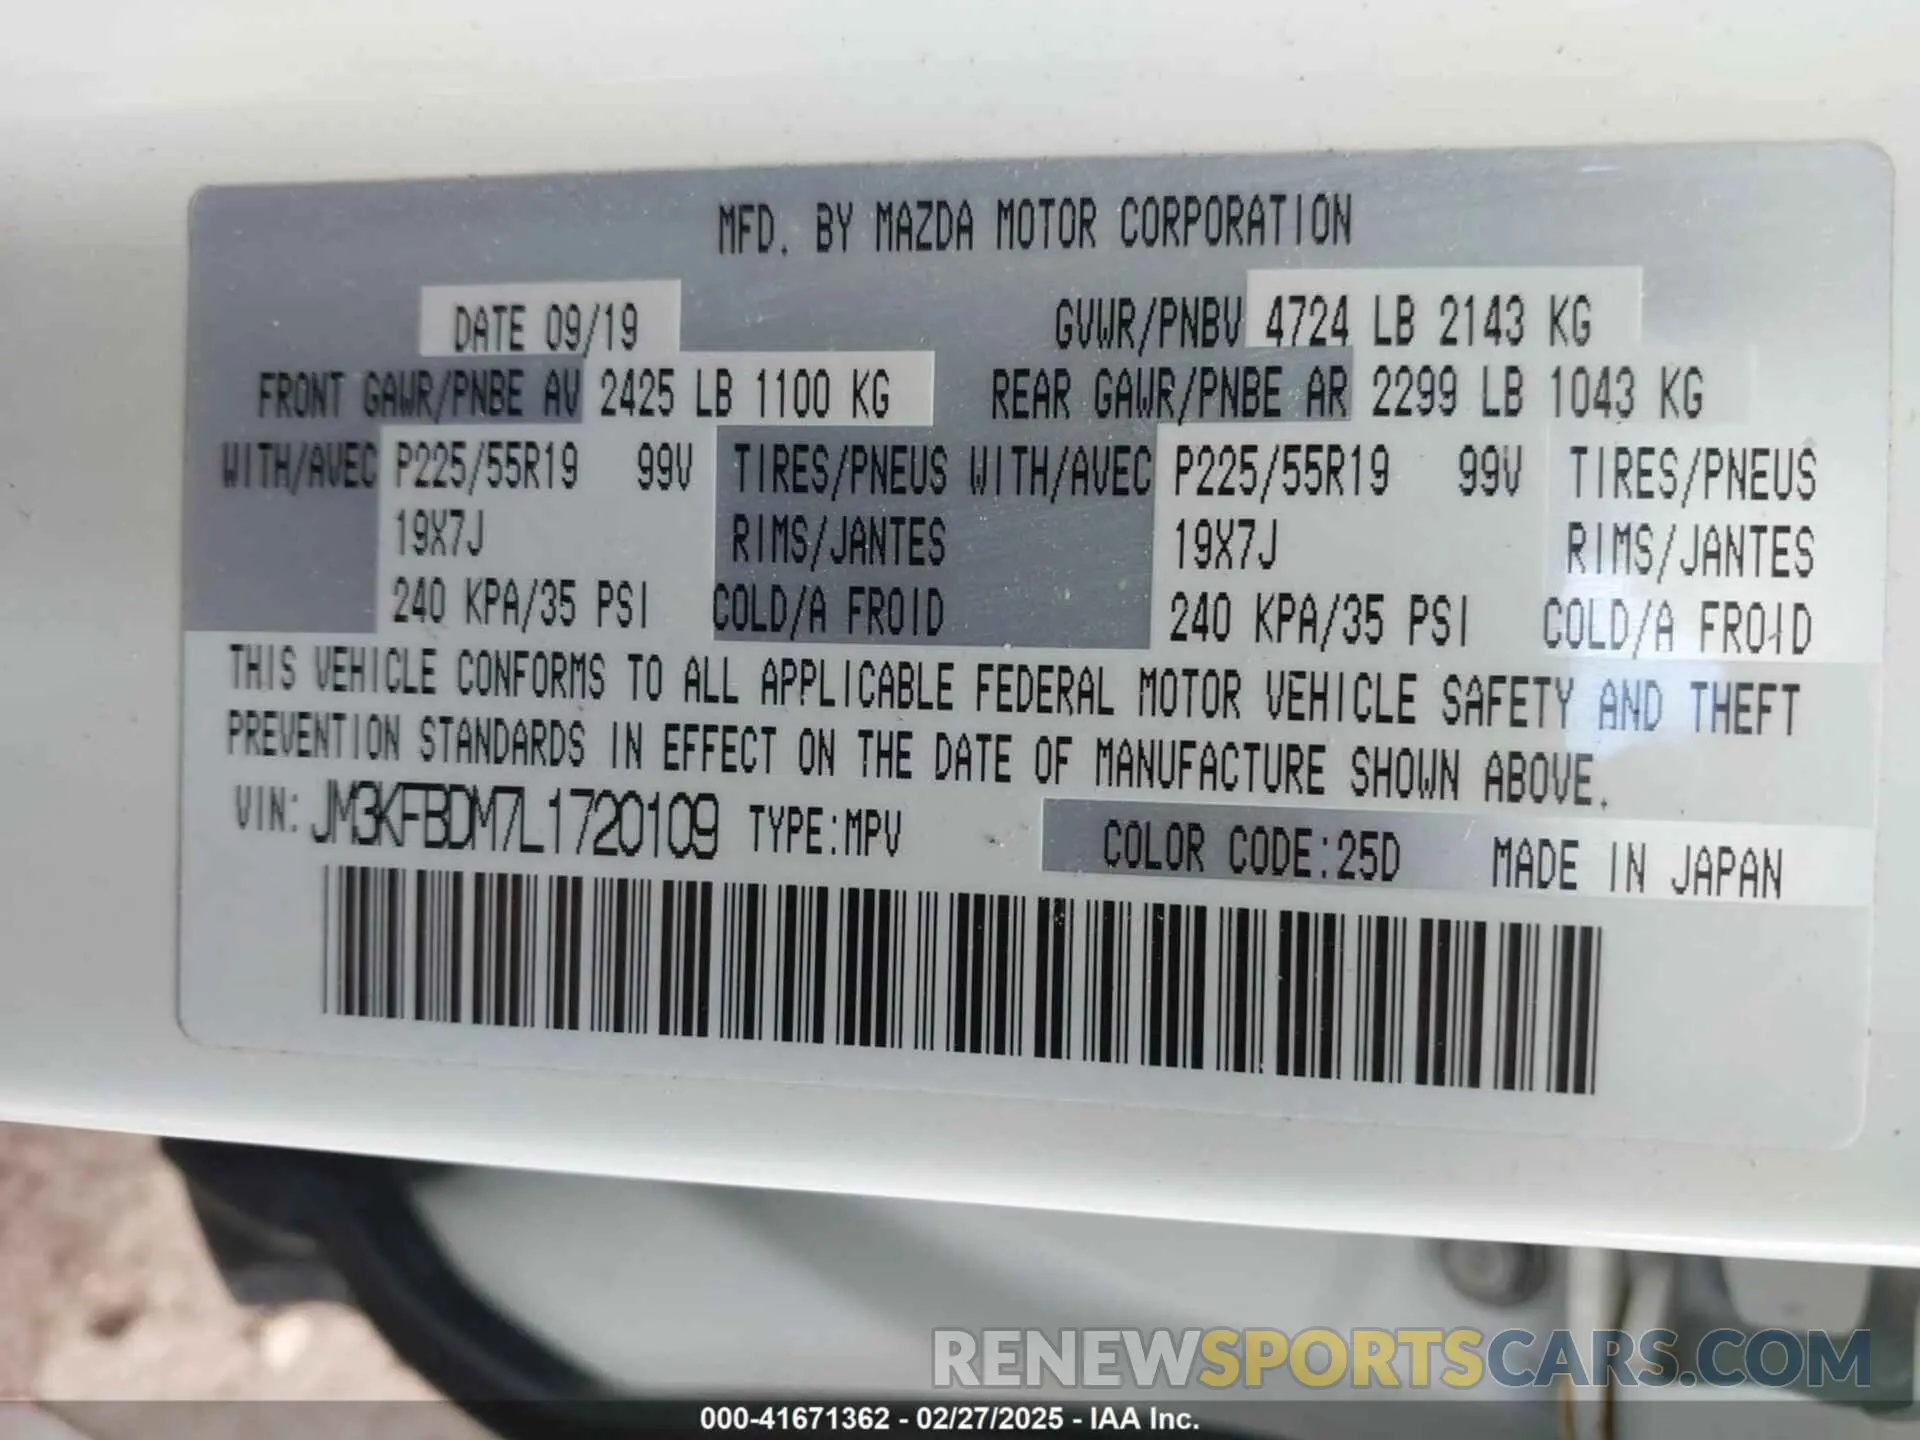 MFD. BY MAZDA MOTOR CORPORATION
DATE 09/19 GVWR/PNBV 4724 LB 2143 KG
FRONT GAWR/PNBE AV 2425 LB 1100 KG REAR GAWR/PNBE AR 2299 LB 1043 KG
WITH/AVEC P225/55R19 99V TIRES/PNEUS WITH/AVEC P225/55R19 99V TIRES/PNEUS
19X7J RIMS/JANTES 19X7J RIMS/JANTES
240 KPA/35 PSI COLD/A FROID 240 KPA/35 PSI COLD/A FROID
THIS VEHICLE CONFORMS TO ALL APPLICABLE FEDERAL MOTOR VEHICLE SAFETY AND THEFT
PREVENTION STANDARDS IN EFFECT ON THE DATE OF MANUFACTURE SHOWN ABOVE.
VIN: JM3KFBDM7L1720109 TYPE:MPV COLOR CODE:25D MADE IN JAPAN
RENEWSPORTSCARS.COM
000-41671362 - 02/27/2025 - IAA Inc.